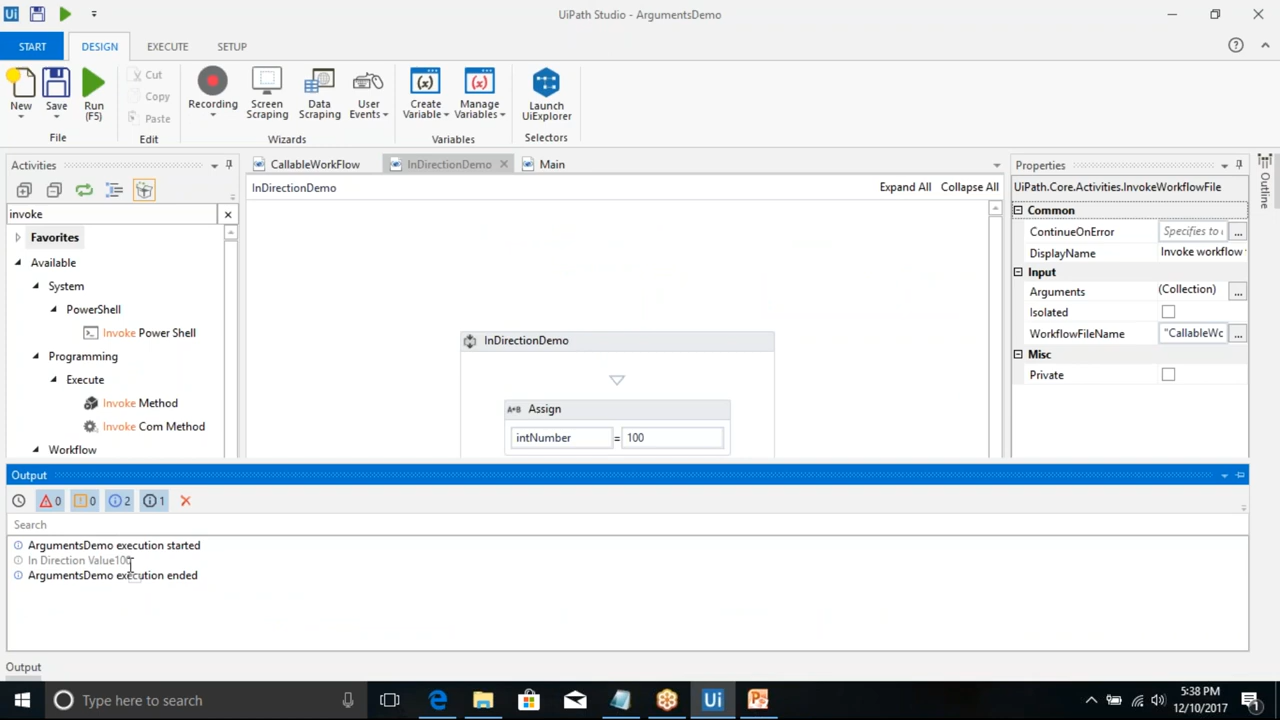 Ui
UiPath Studio - ArgumentsDemo
START DESIGN EXECUTE SETUP
New
Save
Run
(F5)
File
Cut
Copy
Paste
Edit
Recording
Screen
Scraping
Data
Scraping
User
Events
Wizards
Create
Variable
Manage
Variables
Variables
Launch
UiExplorer
Selectors
Activities
invoke
Favorites
Available
System
PowerShell
Invoke Power Shell
Programming
Execute
Invoke Method
Invoke Com Method
Workflow
CallableWorkFlow InDirectionDemo Main
InDirectionDemo Expand All Collapse All
InDirectionDemo
A+B Assign
intNumber = 100
Properties
UiPath.Core.Activities.InvokeWorkflowFile
Common
ContinueOnError Specifies to
DisplayName Invoke workflow
Input
Arguments (Collection) ...
Isolated
WorkflowFileName "CallableWc ...
Misc
Private
Outline
Output
0 0 2 1
Search
ArgumentsDemo execution started
In Direction Value100
ArgumentsDemo execution ended
Output
Type here to search
Ui
5:38 PM
12/10/2017
1